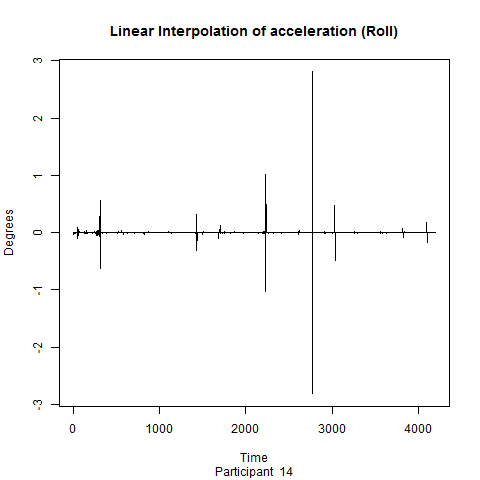 Linear Interpolation of acceleration (Roll)
3
2
1
0
-1
-2
-3
Degrees
0 1000 2000 3000 4000
Time
Participant 14